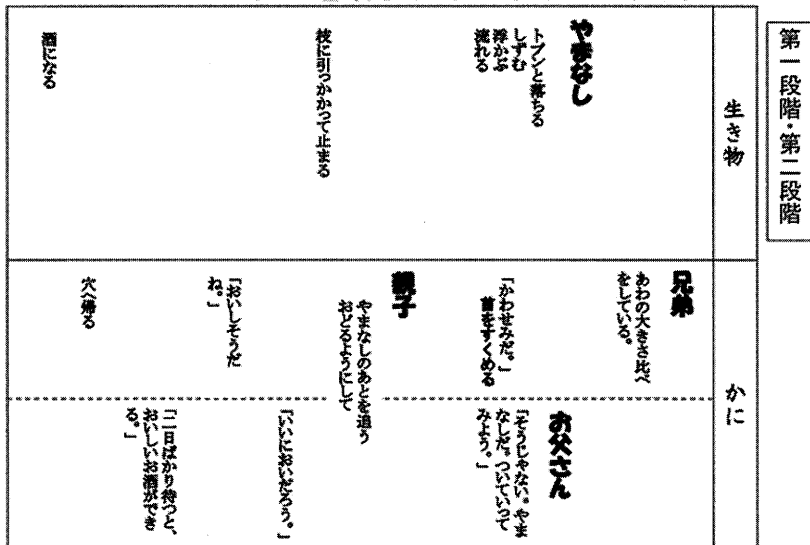 第一段階・第二段階
生き物
やまなし
トブンと落ちる
しずむ
浮かぶ
流れる
枝に引っかかって止まる
酒になる
かに
兄弟
あわの大きさ比べ
をしている。
「かわせみだ。」
首をすくめる
親子
やまなしのあとを追う
おどるようにして
「おいしそうだ
ね。」
穴へ帰る
お父さん
「そうじゃない。やま
なしだ。ついていって
みよう。」
「いいにおいだろう。」
「二日ばかり待つと、
おいしいお酒ができ
る。」